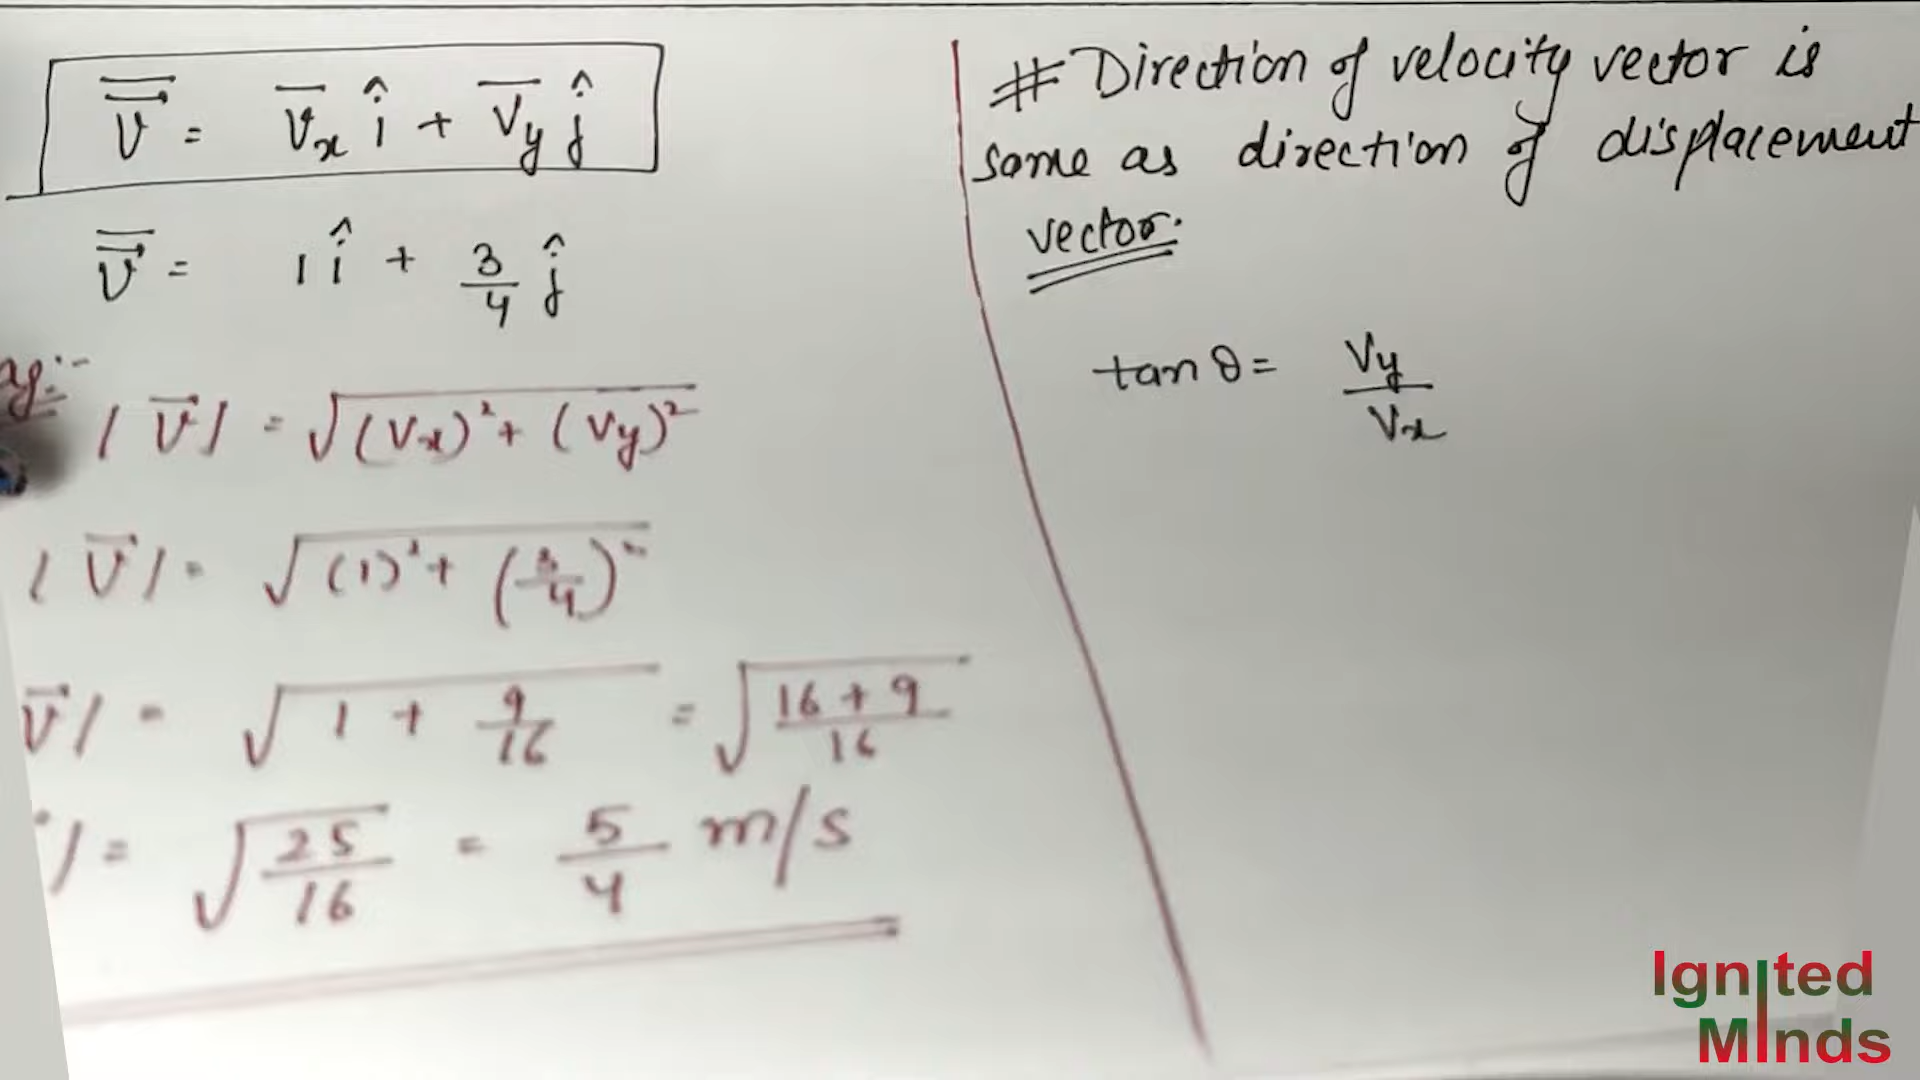 v̅ = v̅x î + v̅y ĵ
v̅ = 1 î + 3/4 ĵ
|v⃗| = √(vx)² + (vy)²
|v⃗| = √(1)² + (3/4)²
v⃗| = √1 + 9/16 = √16 + 9/16
| = √25/16 = 5/4 m/s
# Direction of velocity vector is
same as direction of displacement
vector.
tan θ = Vy/Vx
Ignited
Minds